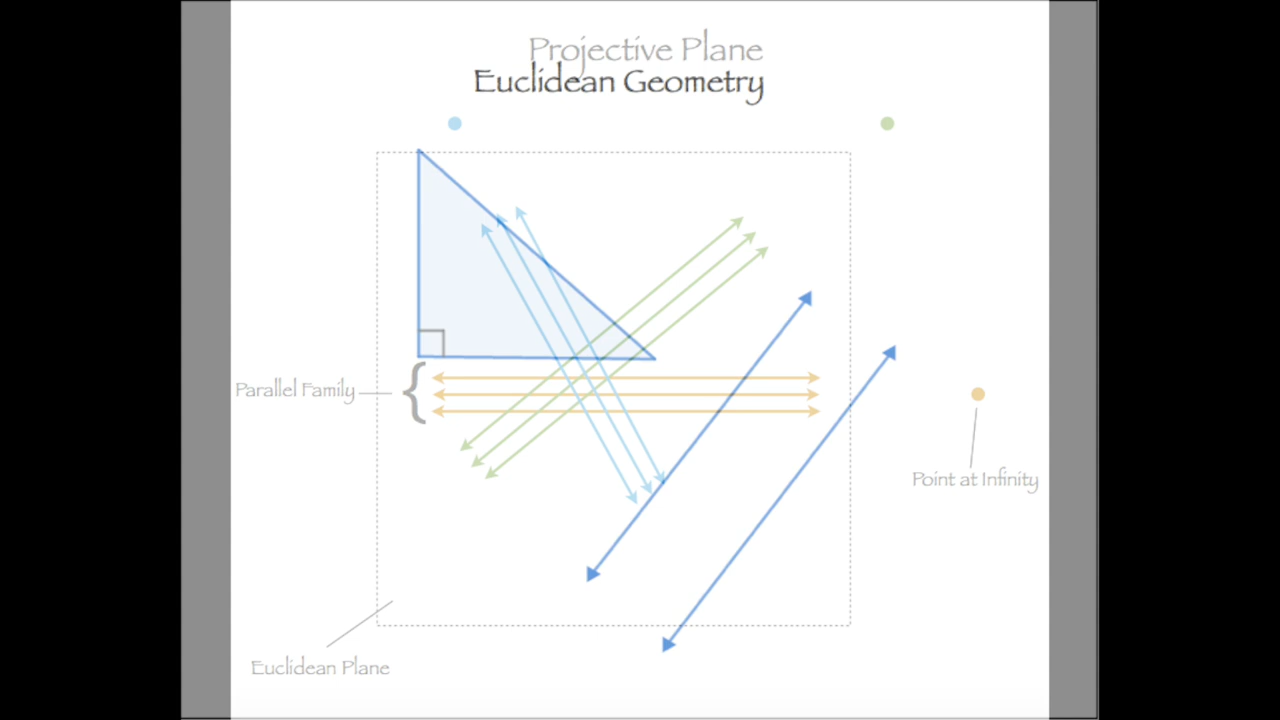 Projective Plane
Euclidean Geometry
Parallel Family
Point at Infinity
Euclidean Plane